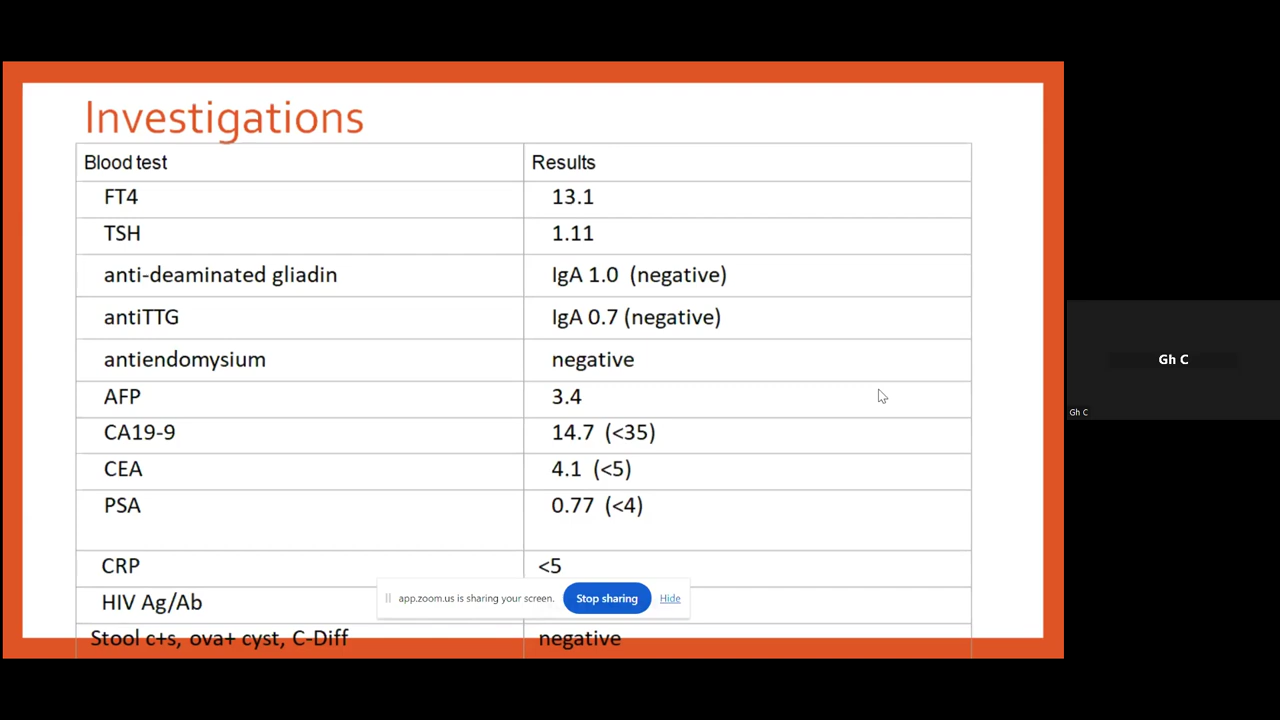 Investigations
Blood test Results
FT4 13.1
TSH 1.11
anti-deaminated gliadin IgA 1.0 (negative)
antiTTG IgA 0.7 (negative)
antiendomysium negative
AFP 3.4
CA19-9 14.7 (<35)
CEA 4.1 (<5)
PSA 0.77 (<4)
CRP <5
HIV Ag/Ab
Stool c+s, ova+ cyst, C-Diff negative
app.zoom.us is sharing your screen. Stop sharing Hide
Gh C
Gh C